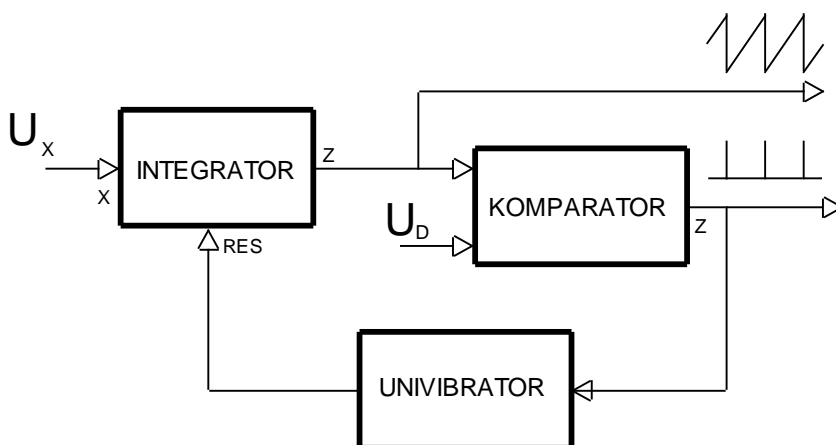 U X
X
INTEGRATOR
Z
RES
U D
KOMPARATOR
Z
UNIVIBRATOR